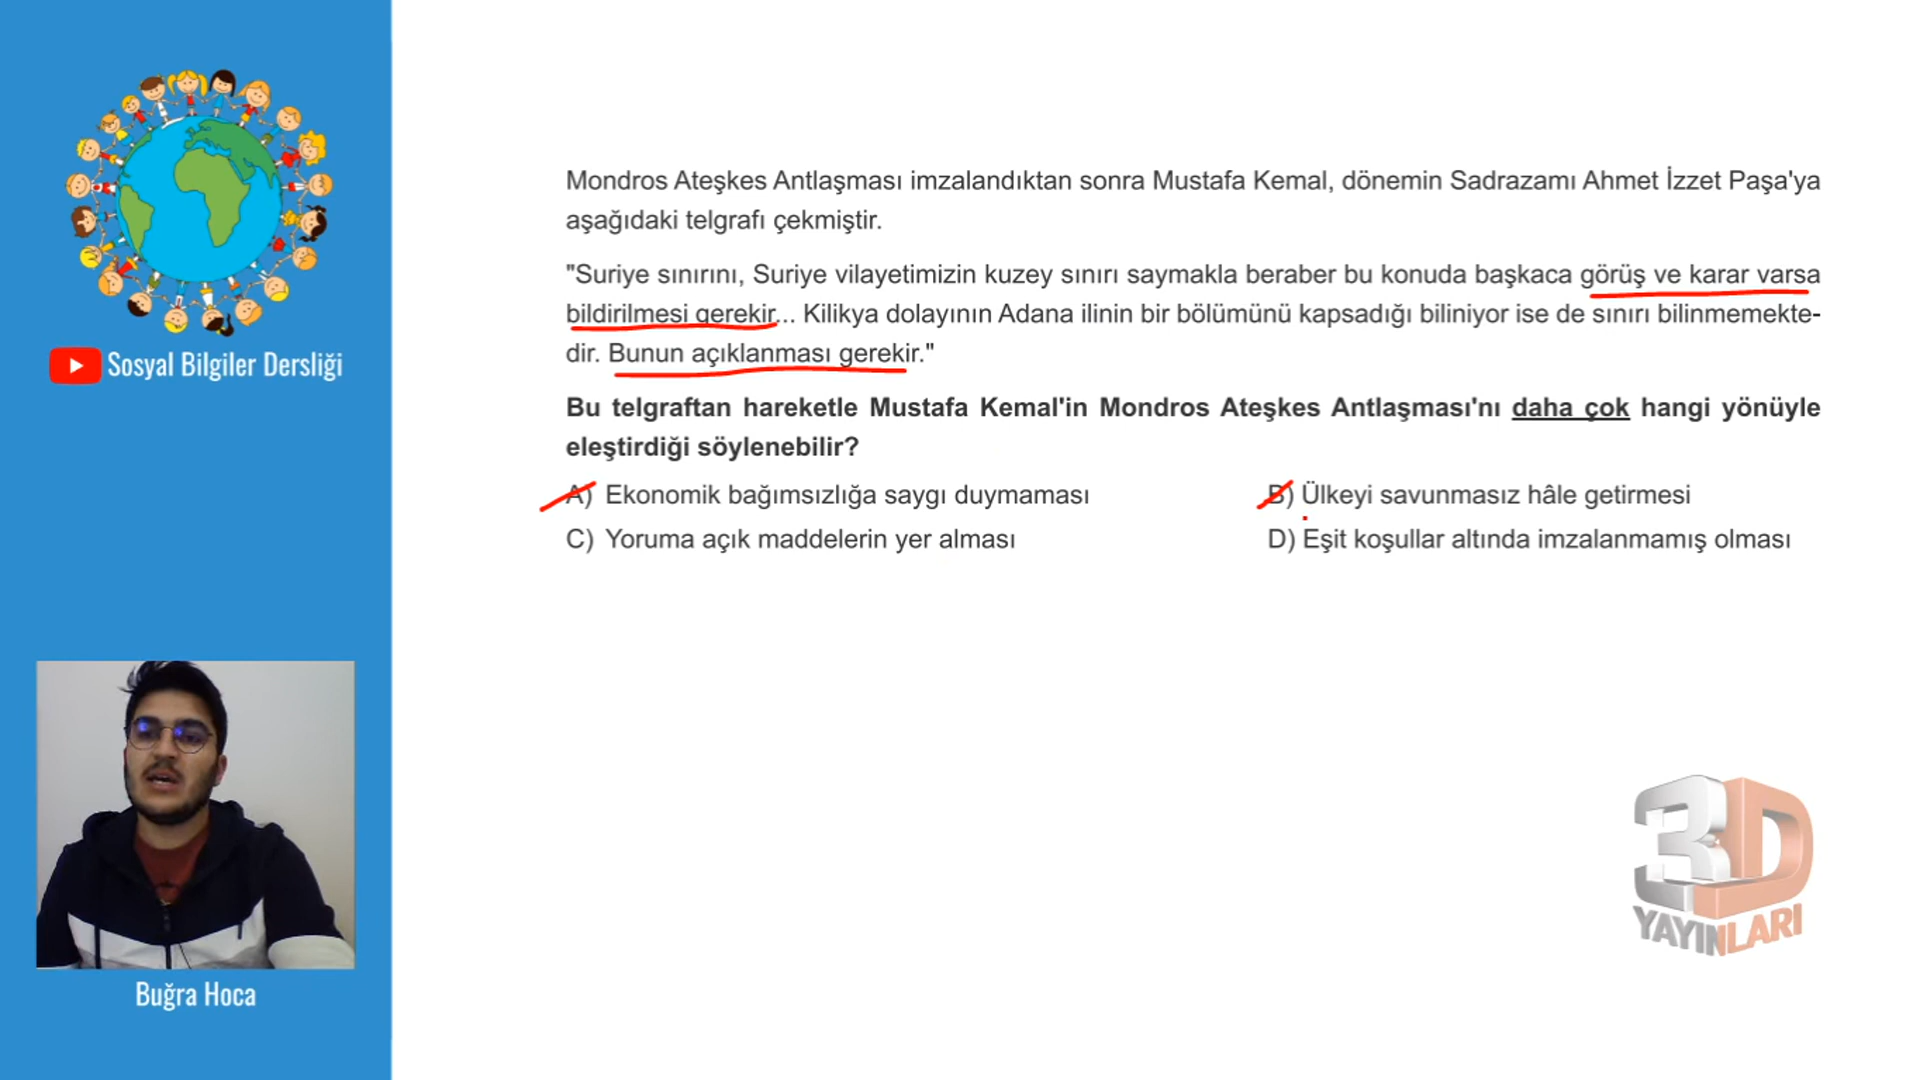 Sosyal Bilgiler Dersliği
Buğra Hoca
Mondros Ateşkes Antlaşması imzalandıktan sonra Mustafa Kemal, dönemin Sadrazamı Ahmet İzzet Paşa'ya
aşağıdaki telgrafı çekmiştir.
"Suriye sınırını, Suriye vilayetimizin kuzey sınırı saymakla beraber bu konuda başkaca görüş ve karar varsa
bildirilmesi gerekir... Kilikya dolayının Adana ilinin bir bölümünü kapsadığı biliniyor ise de sınırı bilinmemekte-
dir. Bunun açıklanması gerekir."
Bu telgraftan hareketle Mustafa Kemal'in Mondros Ateşkes Antlaşması'nı daha çok hangi yönüyle
eleştirdiği söylenebilir?
A) Ekonomik bağımsızlığa saygı duymaması
B) Ülkeyi savunmasız hâle getirmesi
C) Yoruma açık maddelerin yer alması
D) Eşit koşullar altında imzalanmamış olması
3D
YAYINLARI